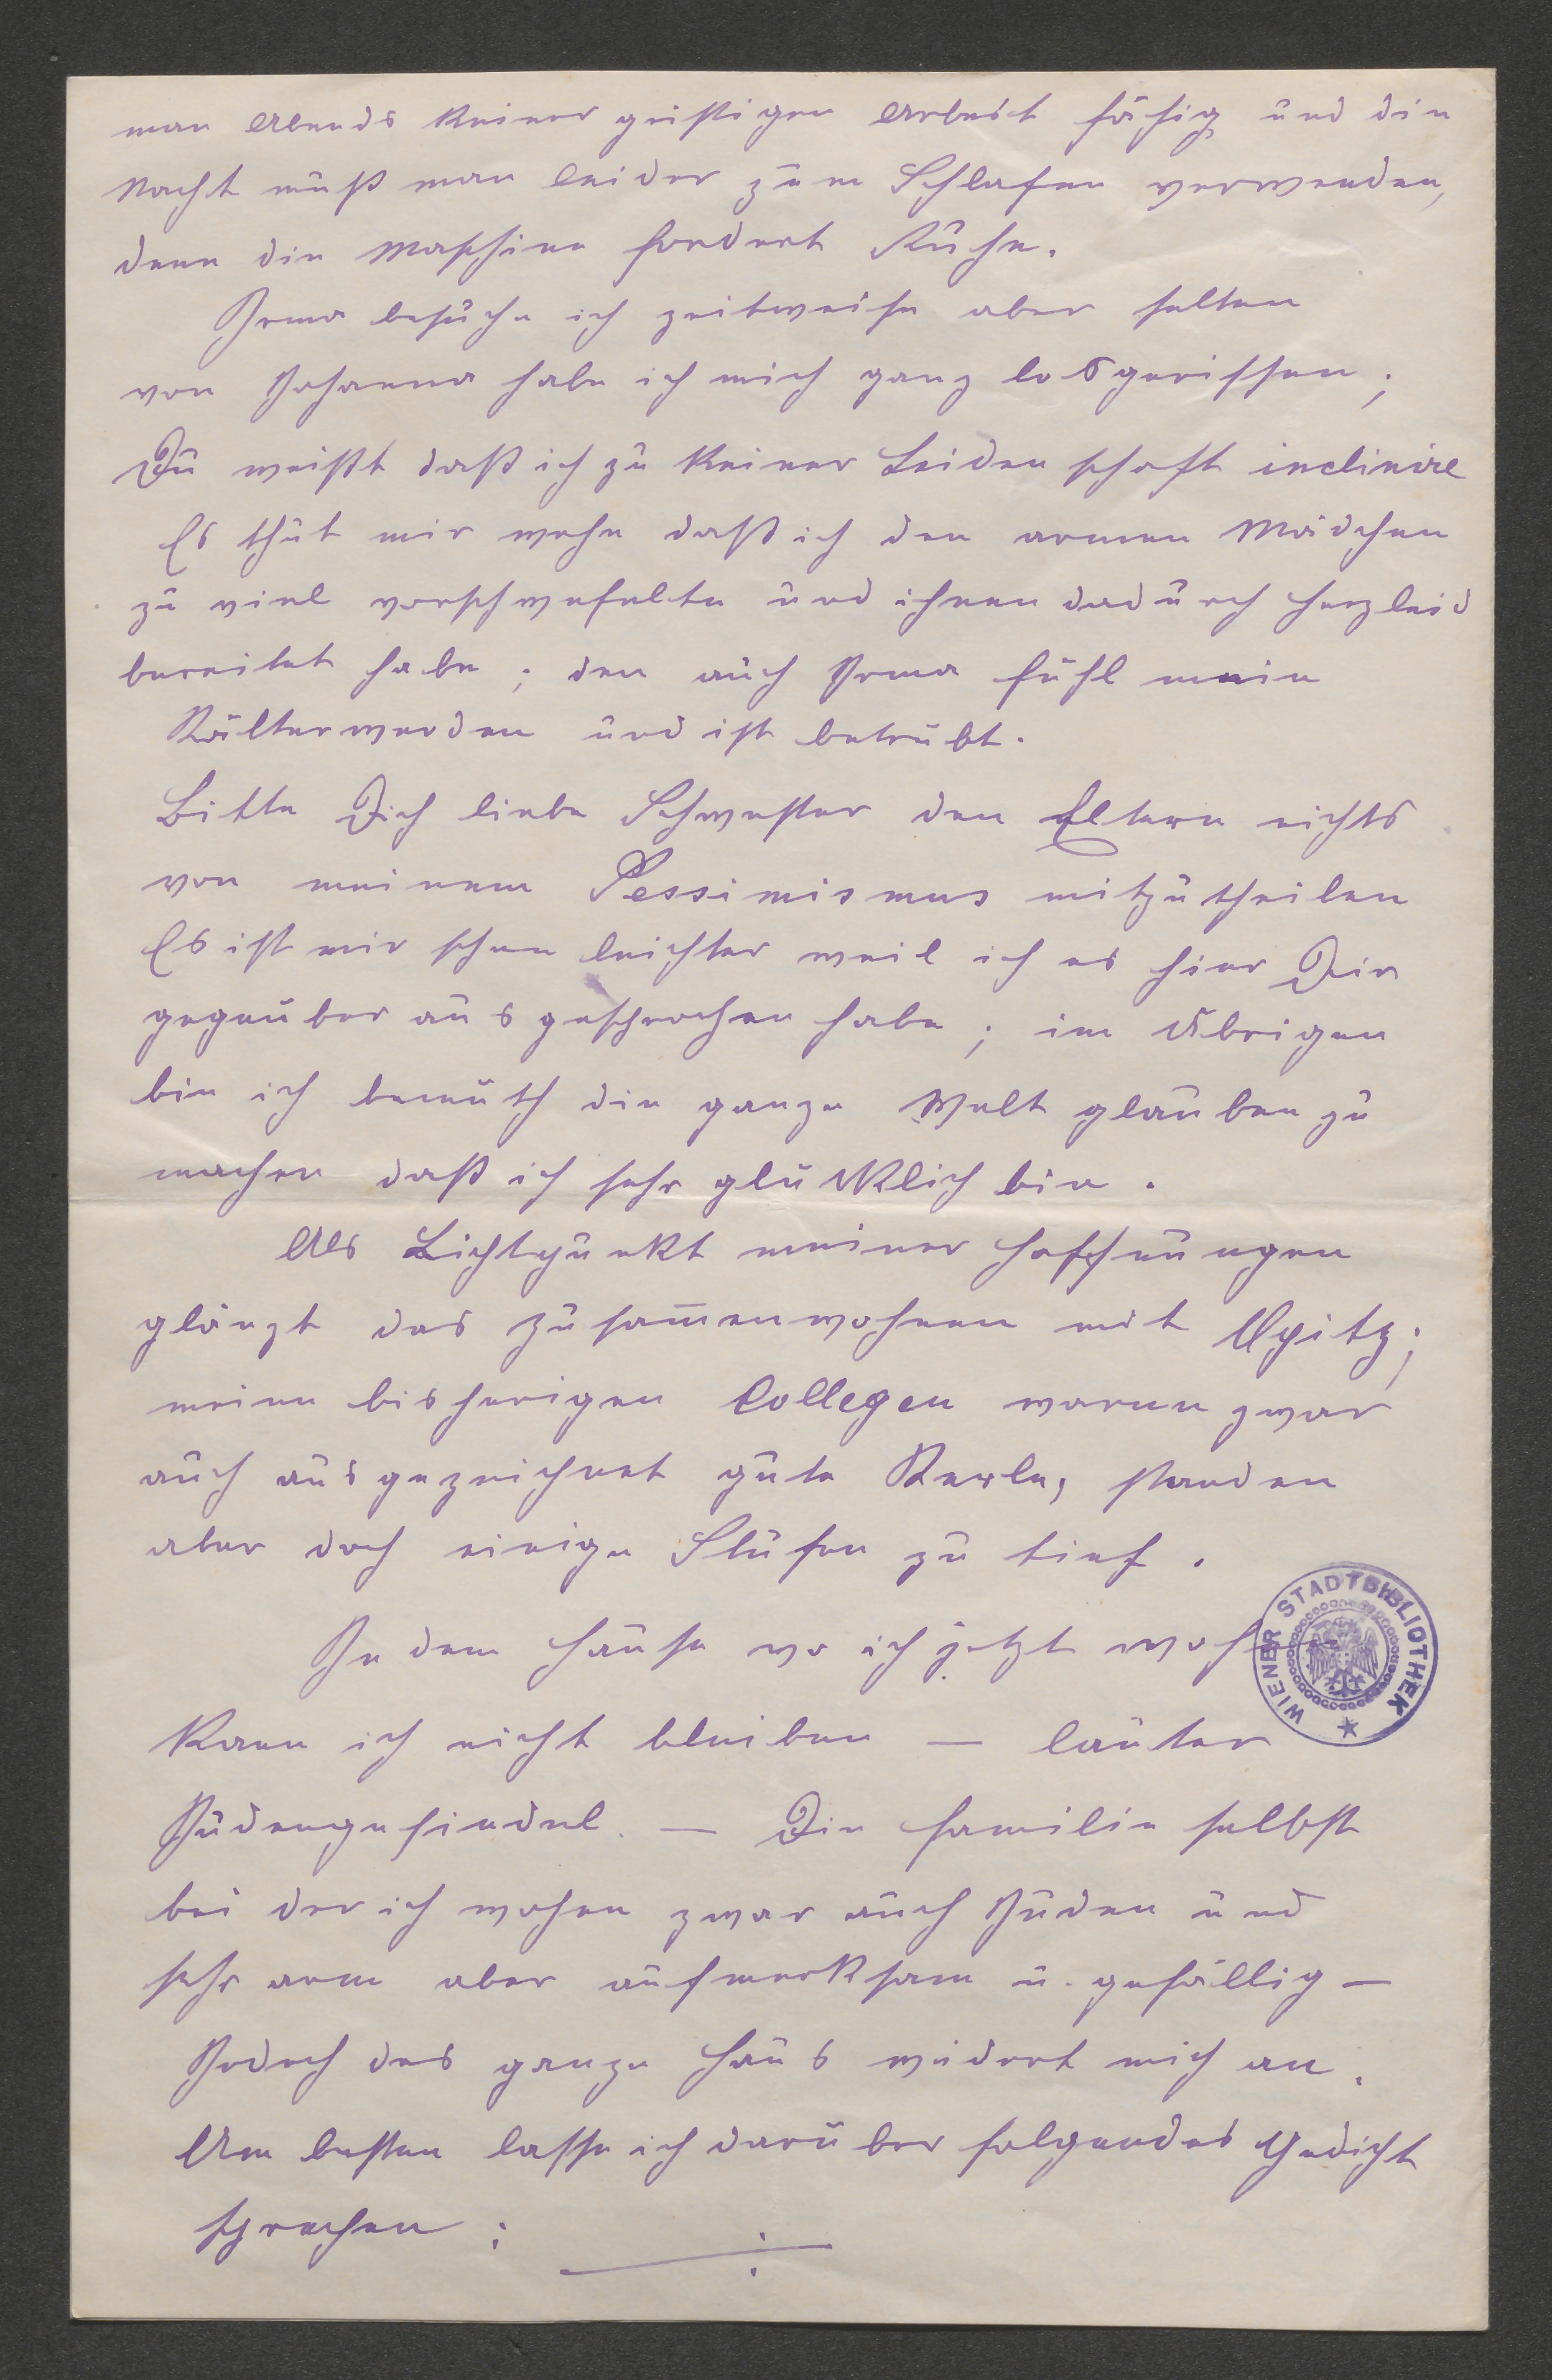 man Abends keiner geistigen Arbeit fähig und die
Nacht muß man leider zum Schlafen verwenden,
denn die Maschine fordert Ruhe.
Irma besuche ich zeitweise aber selten
von Johanna habe ich mich ganz losgerissen;
Du weißt daß ich zu keiner Leidenschaft inclinire
Es thut mir wehe daß ich den armen Mädchen
zu viel vorschwefelte und ihnen dadurch Herzleid
bereitet habe; den auch Irma fühl mein
Kälterwerden und ist betrübt.
Bitte Dich liebe Schwester den Eltern nichts
von meinem Pessimismus mitzutheilen
Es ist mir schon leichter weil ich es hier Dir
gegenüber ausgesprochen habe; im Übrigen
bin ich bemüth die ganze Welt glauben zu
machen daß ich sehr glücklich bin.
Als Lichtpunkt meiner Hoffnungen
glänzt das zusam̅enwohnen mit Opitz;
meine bisherigen Collegen waren zwar
auch ausgezeichnet gute Kerle, standen
aber doch einige Stufen zu tief.
In dem Hause wo ich jetzt wohne
kann ich nicht bleiben — lauter
Judengesindel. — Die Familie selbst
bei der ich wohne zwar auch Juden und
sehr arm aber aufmerksam u. gefällig —
Jedoch das ganze Haus widert mich an.
Am besten lasse ich darüber folgendes Gedicht
sprechen:
WIENER STADTBIBLIOTHEK